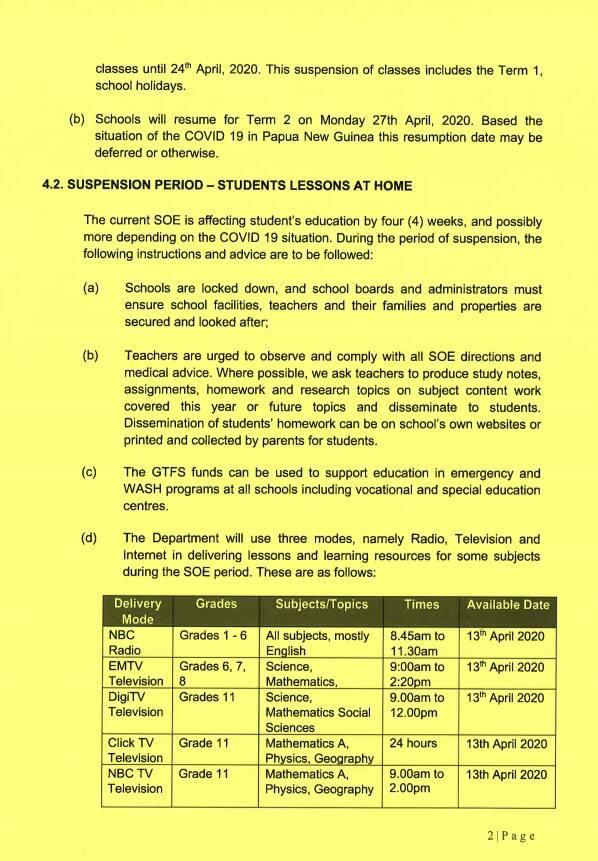 classes until 24th April, 2020. This suspension of classes includes the Term 1,
school holidays.
(b) Schools will resume for Term 2 on Monday 27th April, 2020. Based the
situation of the COVID 19 in Papua New Guinea this resumption date may be
deferred or otherwise.
4.2. SUSPENSION PERIOD – STUDENTS LESSONS AT HOME
The current SOE is affecting student's education by four (4) weeks, and possibly
more depending on the COVID 19 situation. During the period of suspension, the
following instructions and advice are to be followed:
(a) Schools are locked down, and school boards and administrators must
ensure school facilities, teachers and their families and properties are
secured and looked after;
(b) Teachers are urged to observe and comply with all SOE directions and
medical advice. Where possible, we ask teachers to produce study notes,
assignments, homework and research topics on subject content work
covered this year or future topics and disseminate to students.
Dissemination of students' homework can be on school's own websites or
printed and collected by parents for students.
(c) The GTFS funds can be used to support education in emergency and
WASH programs at all schools including vocational and special education
centres.
(d) The Department will use three modes, namely Radio, Television and
Internet in delivering lessons and learning resources for some subjects
during the SOE period. These are as follows:
Delivery Grades Subjects/Topics Times Available Date
Mode
NBC Grades 1 - 6 All subjects, mostly 8.45am to 13th April 2020
Radio English 11.30am
EMTV Grades 6, 7, Science, 9:00am to 13th April 2020
Television 8 Mathematics, 2:20pm
DigiTV Grades 11 Science, 9.00am to 13th April 2020
Television Mathematics Social 12.00pm
Sciences
Click TV Grade 11 Mathematics A, 24 hours 13th April 2020
Television Physics, Geography
NBC TV Grade 11 Mathematics A, 9.00am to 13th April 2020
Television Physics, Geography 2.00pm
2|Page